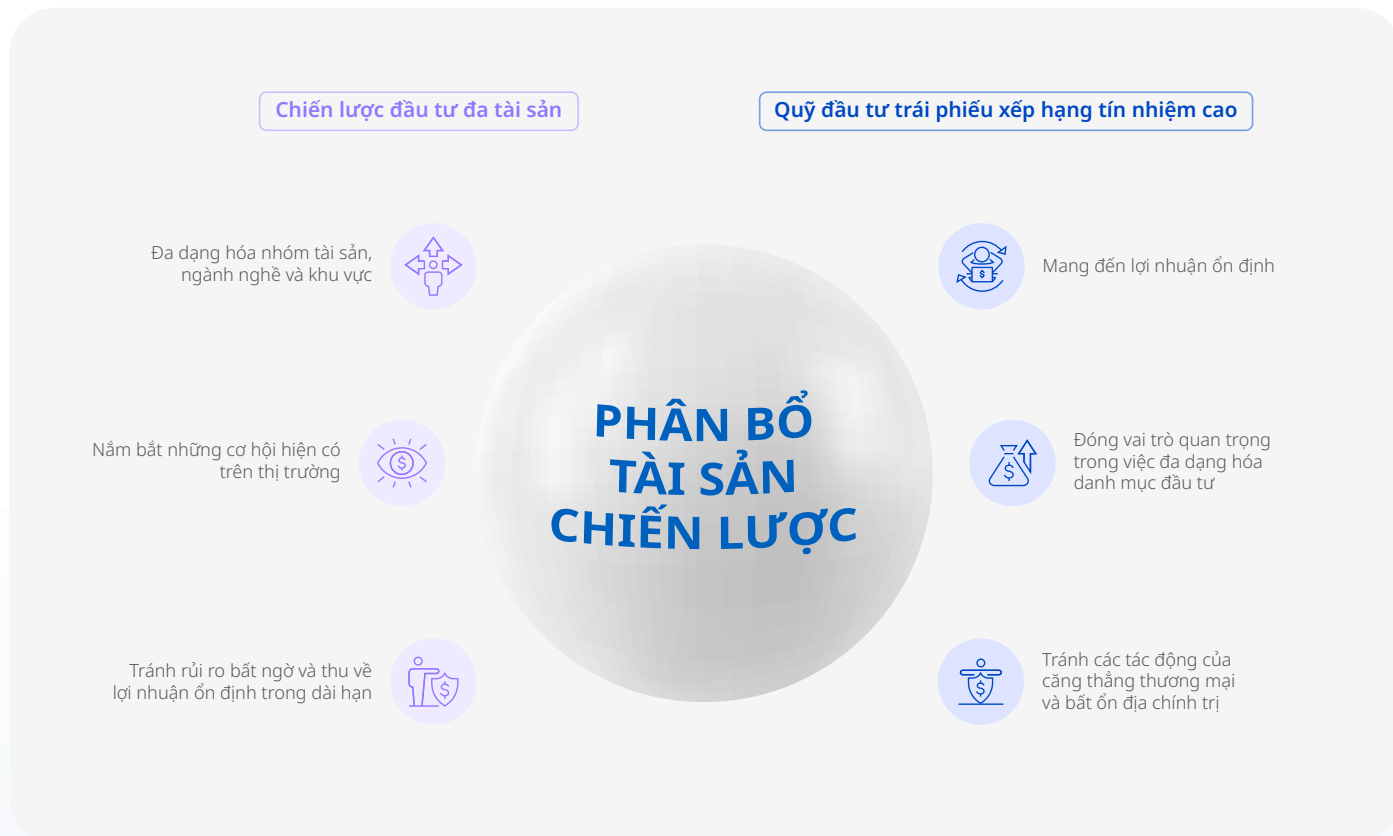 Chiến lược đầu tư đa tài sản
Quỹ đầu tư trái phiếu xếp hạng tín nhiệm cao
Đa dạng hóa nhóm tài sản,
ngành nghề và khu vực
Nắm bắt những cơ hội hiện có
trên thị trường
Tránh rủi ro bất ngờ và thu về
lợi nhuận ổn định trong dài hạn
PHÂN BỔ
TÀI SẢN
CHIẾN LƯỢC
Mang đến lợi nhuận ổn định
Đóng vai trò quan trọng
trong việc đa dạng hóa
danh mục đầu tư
Tránh các tác động của
căng thẳng thương mại
và bất ổn địa chính trị